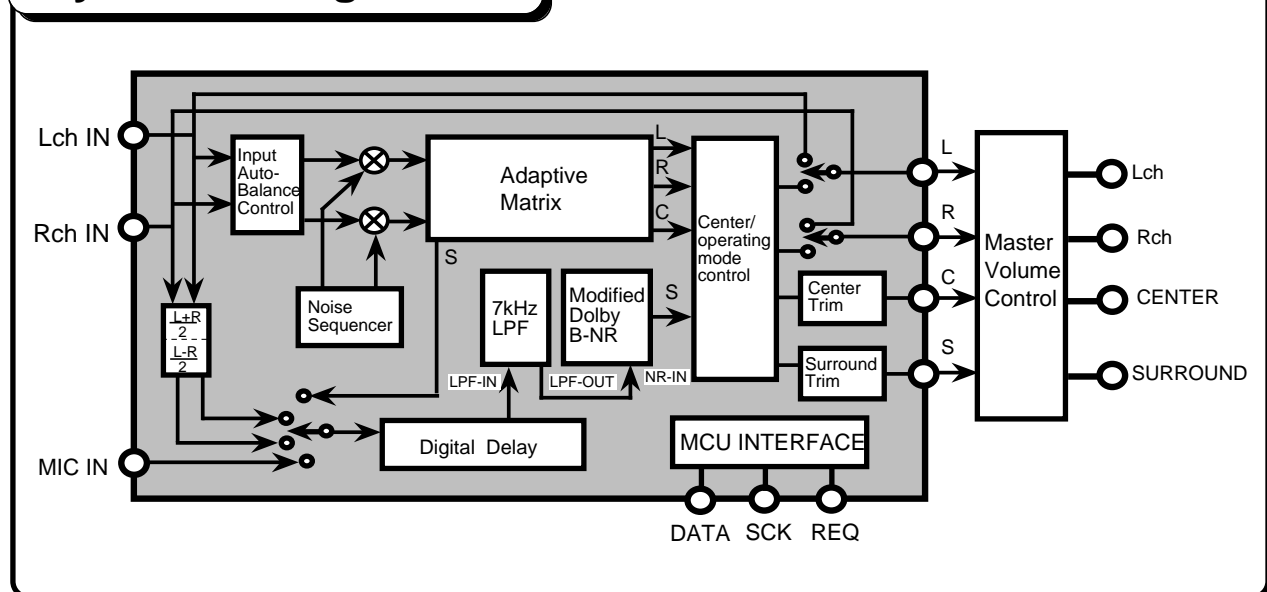 Lch IN
Rch IN
MIC IN
Input
Auto-
Balance
Control
L+R
2
L-R
2
Noise
Sequencer
Adaptive
Matrix
S
L
R
C
7kHz
LPF
Modified
Dolby
B-NR
S
LPF-IN
LPF-OUT
NR-IN
Digital Delay
Center/
operating
mode
control
Center
Trim
Surround
Trim
MCU INTERFACE
DATA SCK REQ
L
R
C
S
Master
Volume
Control
Lch
Rch
CENTER
SURROUND